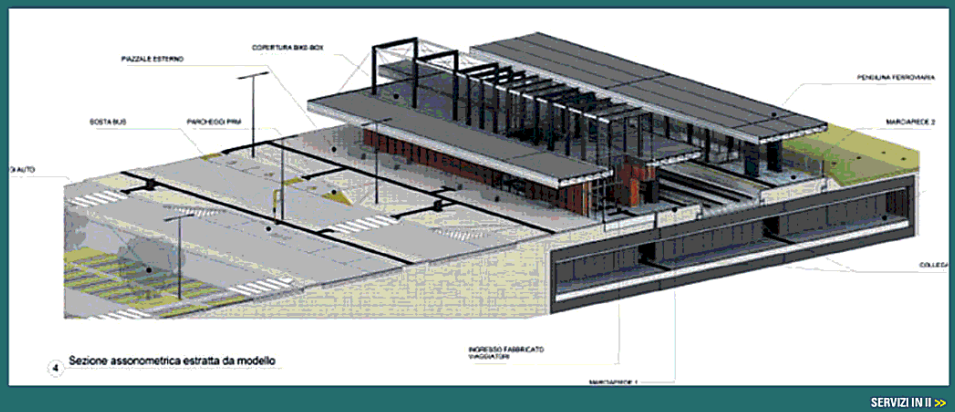 COPERTURA BIKE-BOX
PIAZZALE ESTERNO
PENSILINA FERROVIARIA
SOSTA BUS
PARCHEGGI PRM
MARCIAPIEDE 2
AUTO
COLLEGA
INGRESSO FABBRICATO
VIAGGIATORI
MARCIAPIEDE 1
4 Sezione assonometrica estratta da modello
SERVIZI IN II >>